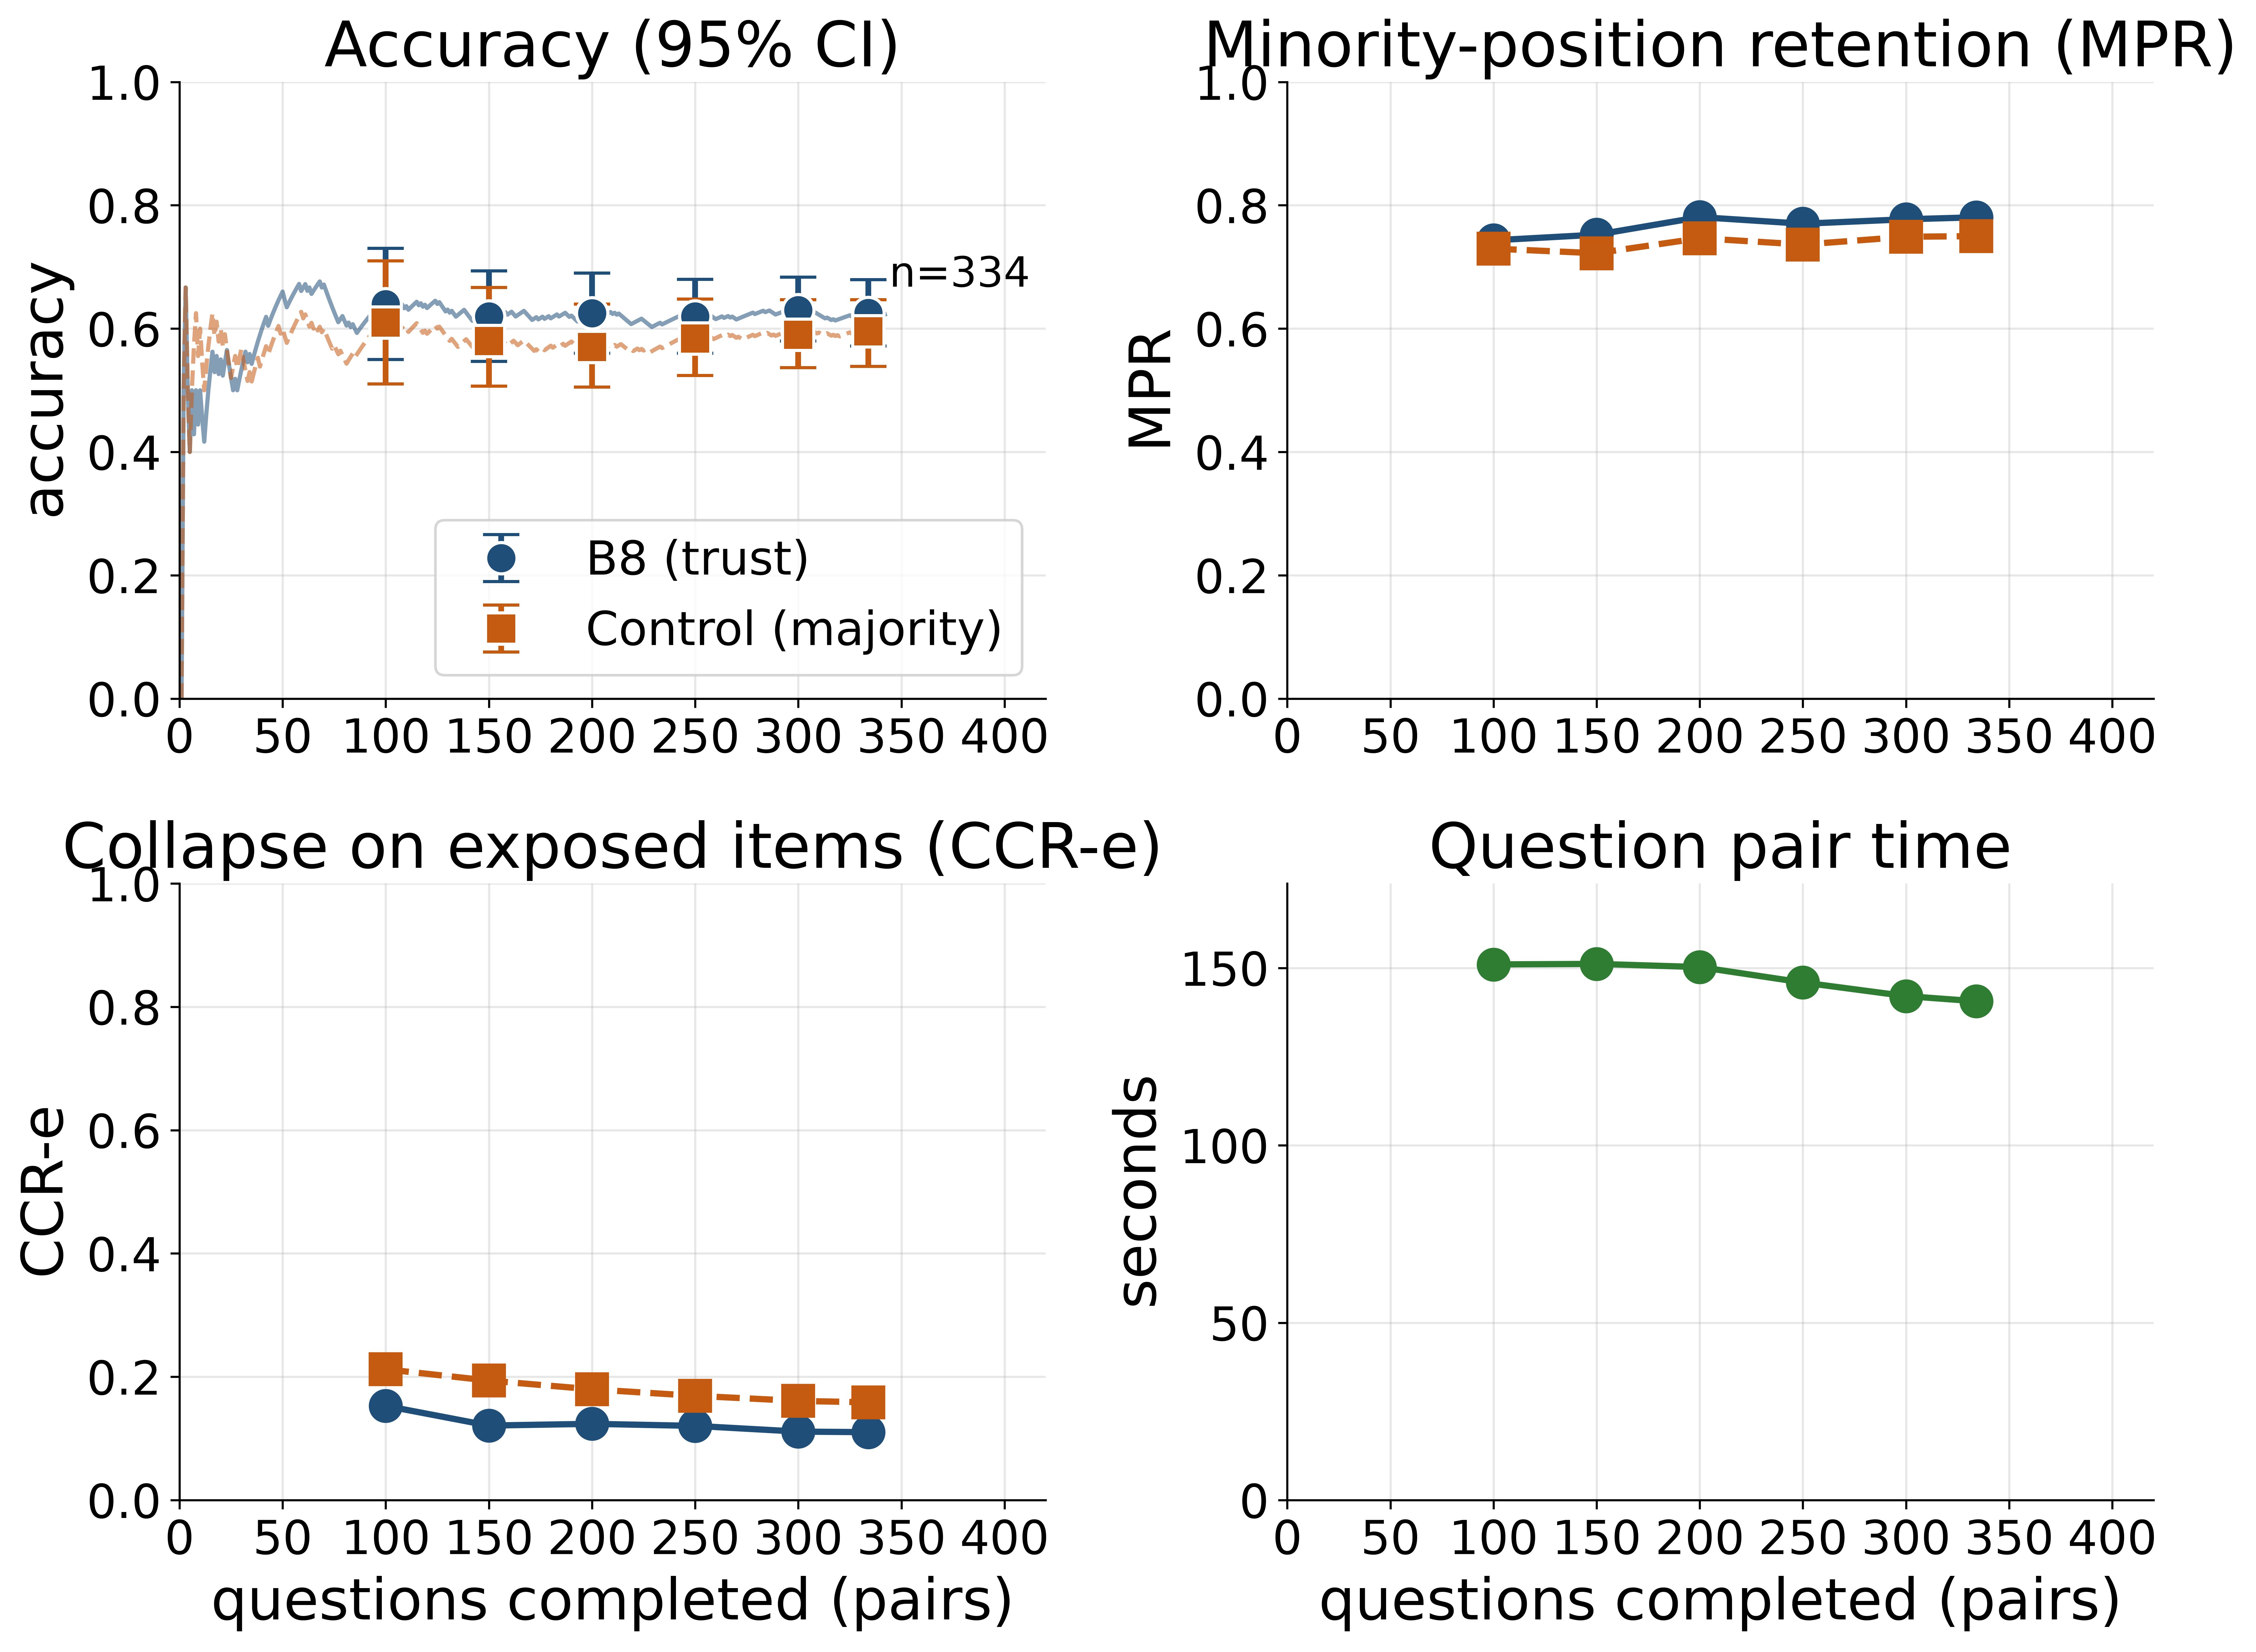 Accuracy (95% CI)
1.0
0.8
0.6
0.4
0.2
0.0
accuracy
n=334
B8 (trust)
Control (majority)
0 50 100 150 200 250 300 350 400
Minority-position retention (MPR)
1.0
0.8
0.6
0.4
0.2
0.0
MPR
0 50 100 150 200 250 300 350 400
Collapse on exposed items (CCR-e)
1.0
0.8
0.6
0.4
0.2
0.0
CCR-e
0 50 100 150 200 250 300 350 400
questions completed (pairs)
Question pair time
150
100
50
0
seconds
0 50 100 150 200 250 300 350 400
questions completed (pairs)